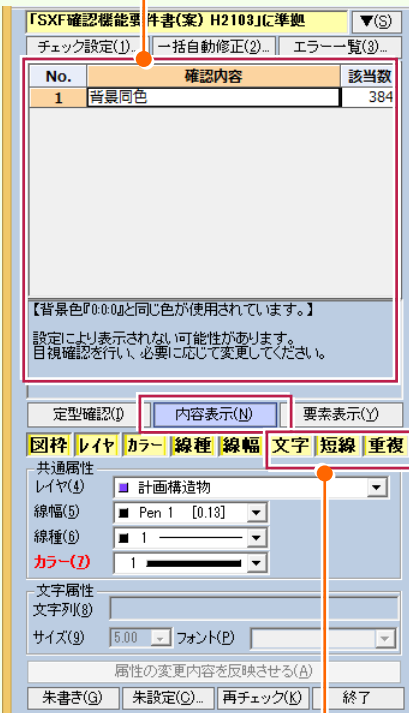 「SXF確認機能要件書(案) H2103」に準拠 ▼(S)
チェック設定(1)... 一括自動修正(2)... エラー一覧(3)...
No. 確認内容 該当数
1 背景同色 384
【背景色『0:0:0』と同じ色が使用されています。】
設定により表示されない可能性があります。
目視確認を行い、必要に応じて変更してください。
定型確認(I) 内容表示(N) 要素表示(Y)
図枠 レイヤ カラー 線種 線幅 文字 短線 重複
共通属性
レイヤ(4) 計画構造物
線幅(5) Pen 1 [0.13]
線種(6) 1
カラー(7) 1
文字属性
文字列(8)
サイズ(9) 5.00 フォント(P)
属性の変更内容を反映させる(A)
朱書き(G) 朱設定(C)... 再チェック(K) 終了